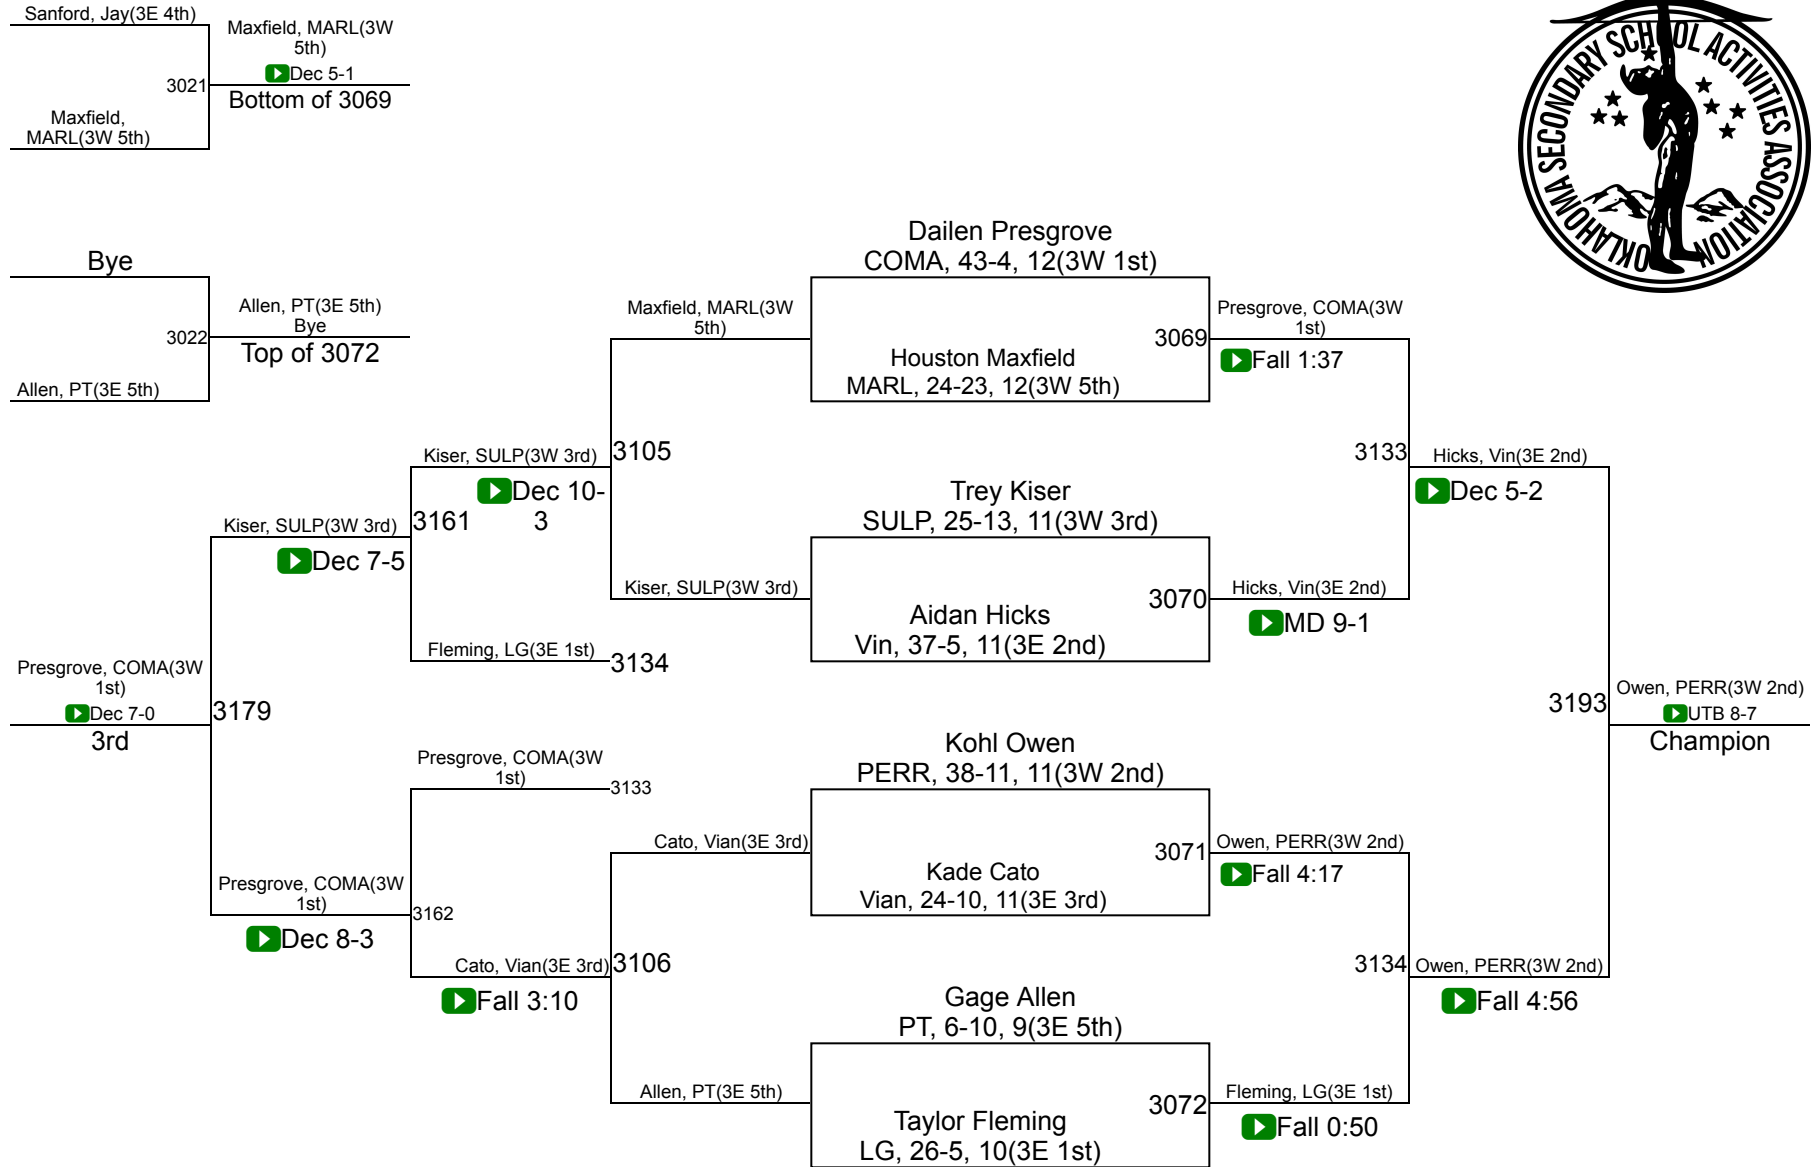 Sanford, Jay(3E 4th)
Maxfield,
MARL(3W 5th)
3021
Maxfield, MARL(3W
5th)
Dec 5-1
Bottom of 3069
OKLAHOMA SECONDARY SCHOOL ACTIVITIES ASSOCIATION
Bye
Allen, PT(3E 5th)
3022
Allen, PT(3E 5th)
Bye
Top of 3072
Dailen Presgrove
COMA, 43-4, 12(3W 1st)
Maxfield, MARL(3W
5th)
3069
Houston Maxfield
MARL, 24-23, 12(3W 5th)
Presgrove, COMA(3W
1st)
Fall 1:37
Kiser, SULP(3W 3rd)
3105
Dec 10-
3
3133
Hicks, Vin(3E 2nd)
Dec 5-2
Trey Kiser
SULP, 25-13, 11(3W 3rd)
Kiser, SULP(3W 3rd)
3161
Dec 7-5
Kiser, SULP(3W 3rd)
3070
Aidan Hicks
Vin, 37-5, 11(3E 2nd)
Hicks, Vin(3E 2nd)
MD 9-1
Fleming, LG(3E 1st)
3134
Presgrove, COMA(3W
1st)
Dec 7-0
3rd
3179
3193
Owen, PERR(3W 2nd)
UTB 8-7
Champion
Presgrove, COMA(3W
1st)
3133
Kohl Owen
PERR, 38-11, 11(3W 2nd)
Cato, Vian(3E 3rd)
3071
Kade Cato
Vian, 24-10, 11(3E 3rd)
Owen, PERR(3W 2nd)
Fall 4:17
Presgrove, COMA(3W
1st)
3162
Dec 8-3
Cato, Vian(3E 3rd)
3106
Fall 3:10
3134
Owen, PERR(3W 2nd)
Fall 4:56
Gage Allen
PT, 6-10, 9(3E 5th)
Allen, PT(3E 5th)
3072
Taylor Fleming
LG, 26-5, 10(3E 1st)
Fleming, LG(3E 1st)
Fall 0:50